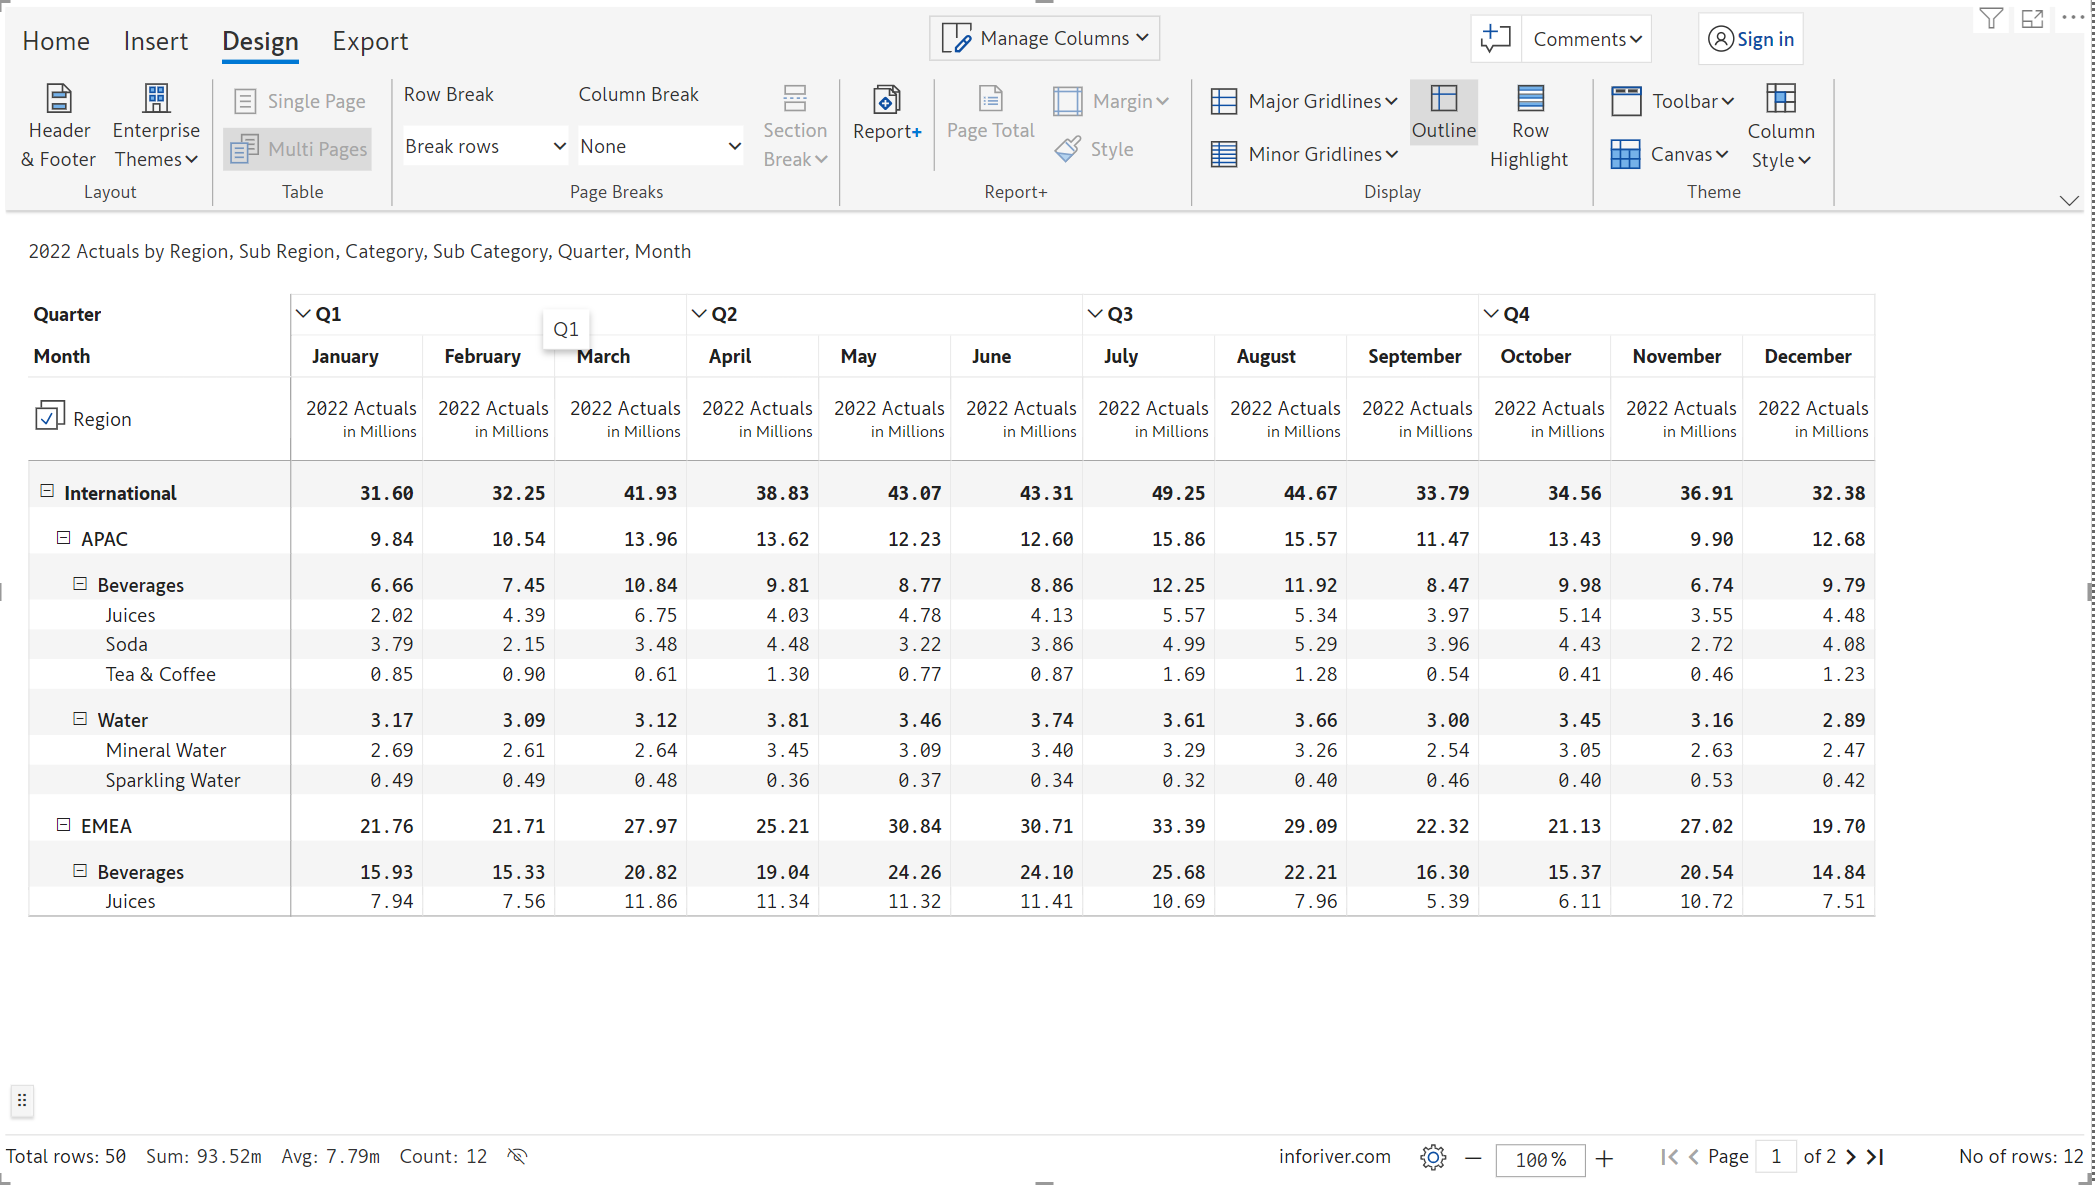 Home Insert Design Export Manage Columns Comments Sign in
Header & Footer
Enterprise Themes
Layout
Single Page
Multi Pages
Table
Row Break
Break rows
Column Break
None
Section Break
Page Breaks
Report+
Page Total
Margin
Style
Report+
Major Gridlines
Minor Gridlines
Outline
Row Highlight
Display
Toolbar
Canvas
Column Style
Theme
2022 Actuals by Region, Sub Region, Category, Sub Category, Quarter, Month
Quarter Q1 Q2 Q3 Q4
Q1
Month January February March April May June July August September October November December
Region 2022 Actuals 2022 Actuals 2022 Actuals 2022 Actuals 2022 Actuals 2022 Actuals 2022 Actuals 2022 Actuals 2022 Actuals 2022 Actuals 2022 Actuals 2022 Actuals
in Millions in Millions in Millions in Millions in Millions in Millions in Millions in Millions in Millions in Millions in Millions in Millions
International 31.60 32.25 41.93 38.83 43.07 43.31 49.25 44.67 33.79 34.56 36.91 32.38
APAC 9.84 10.54 13.96 13.62 12.23 12.60 15.86 15.57 11.47 13.43 9.90 12.68
Beverages 6.66 7.45 10.84 9.81 8.77 8.86 12.25 11.92 8.47 9.98 6.74 9.79
Juices 2.02 4.39 6.75 4.03 4.78 4.13 5.57 5.34 3.97 5.14 3.55 4.48
Soda 3.79 2.15 3.48 4.48 3.22 3.86 4.99 5.29 3.96 4.43 2.72 4.08
Tea & Coffee 0.85 0.90 0.61 1.30 0.77 0.87 1.69 1.28 0.54 0.41 0.46 1.23
Water 3.17 3.09 3.12 3.81 3.46 3.74 3.61 3.66 3.00 3.45 3.16 2.89
Mineral Water 2.69 2.61 2.64 3.45 3.09 3.40 3.29 3.26 2.54 3.05 2.63 2.47
Sparkling Water 0.49 0.49 0.48 0.36 0.37 0.34 0.32 0.40 0.46 0.40 0.53 0.42
EMEA 21.76 21.71 27.97 25.21 30.84 30.71 33.39 29.09 22.32 21.13 27.02 19.70
Beverages 15.93 15.33 20.82 19.04 24.26 24.10 25.68 22.21 16.30 15.37 20.54 14.84
Juices 7.94 7.56 11.86 11.34 11.32 11.41 10.69 7.96 5.39 6.11 10.72 7.51
Total rows: 50 Sum: 93.52m Avg: 7.79m Count: 12 inforiver.com 100% Page 1 of 2 No of rows: 12